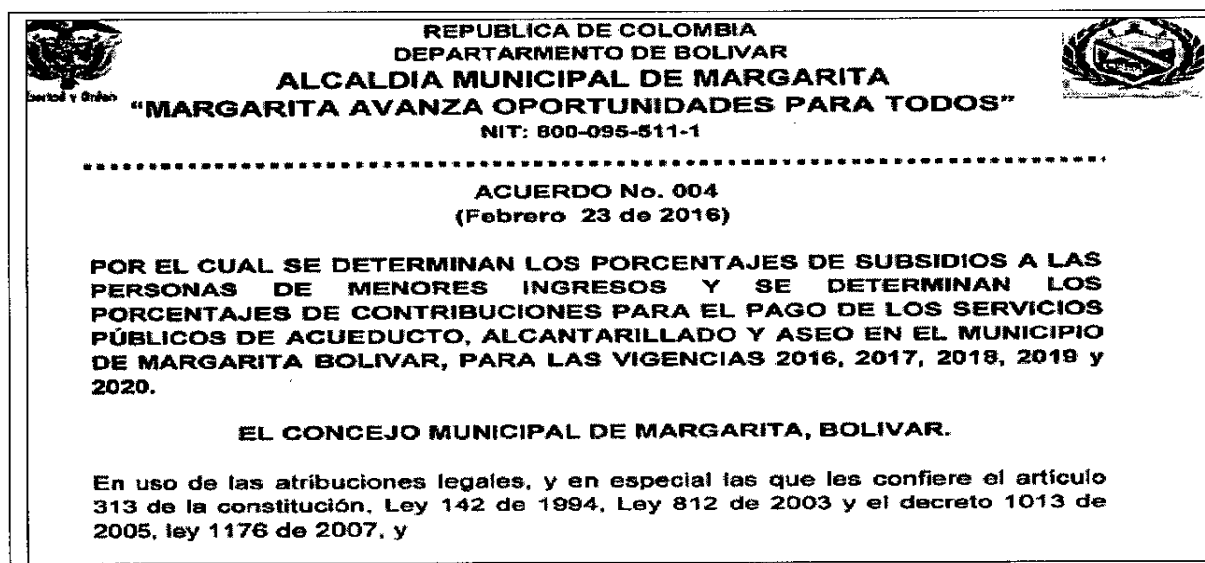 REPUBLICA DE COLOMBIA
DEPARTARMENTO DE BOLIVAR
ALCALDIA MUNICIPAL DE MARGARITA
"MARGARITA AVANZA OPORTUNIDADES PARA TODOS"
Libertad y Orden
NIT: 800-095-511-1
ACUERDO No. 004
(Febrero 23 de 2016)
POR EL CUAL SE DETERMINAN LOS PORCENTAJES DE SUBSIDIOS A LAS
PERSONAS DE MENORES INGRESOS Y SE DETERMINAN LOS
PORCENTAJES DE CONTRIBUCIONES PARA EL PAGO DE LOS SERVICIOS
PÚBLICOS DE ACUEDUCTO, ALCANTARILLADO Y ASEO EN EL MUNICIPIO
DE MARGARITA BOLIVAR, PARA LAS VIGENCIAS 2016, 2017, 2018, 2019 y
2020.
EL CONCEJO MUNICIPAL DE MARGARITA, BOLIVAR.
En uso de las atribuciones legales, y en especial las que les confiere el artículo
313 de la constitución, Ley 142 de 1994, Ley 812 de 2003 y el decreto 1013 de
2005, ley 1176 de 2007, y